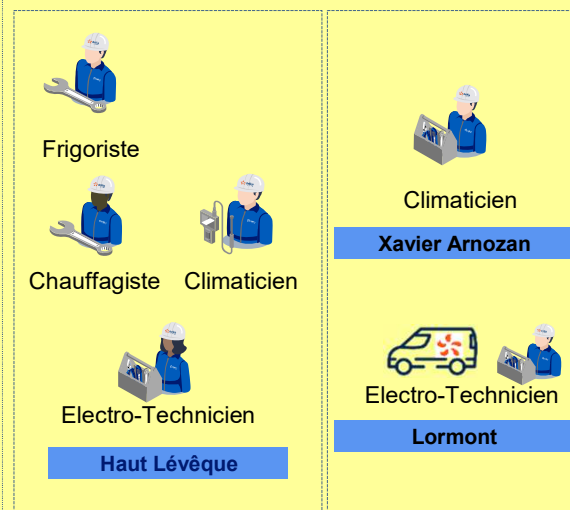 Frigoriste
Chauffagiste
Climaticien
Electro-Technicien
Haut Lévêque
Climaticien
Xavier Arnozan
Electro-Technicien
Lormont